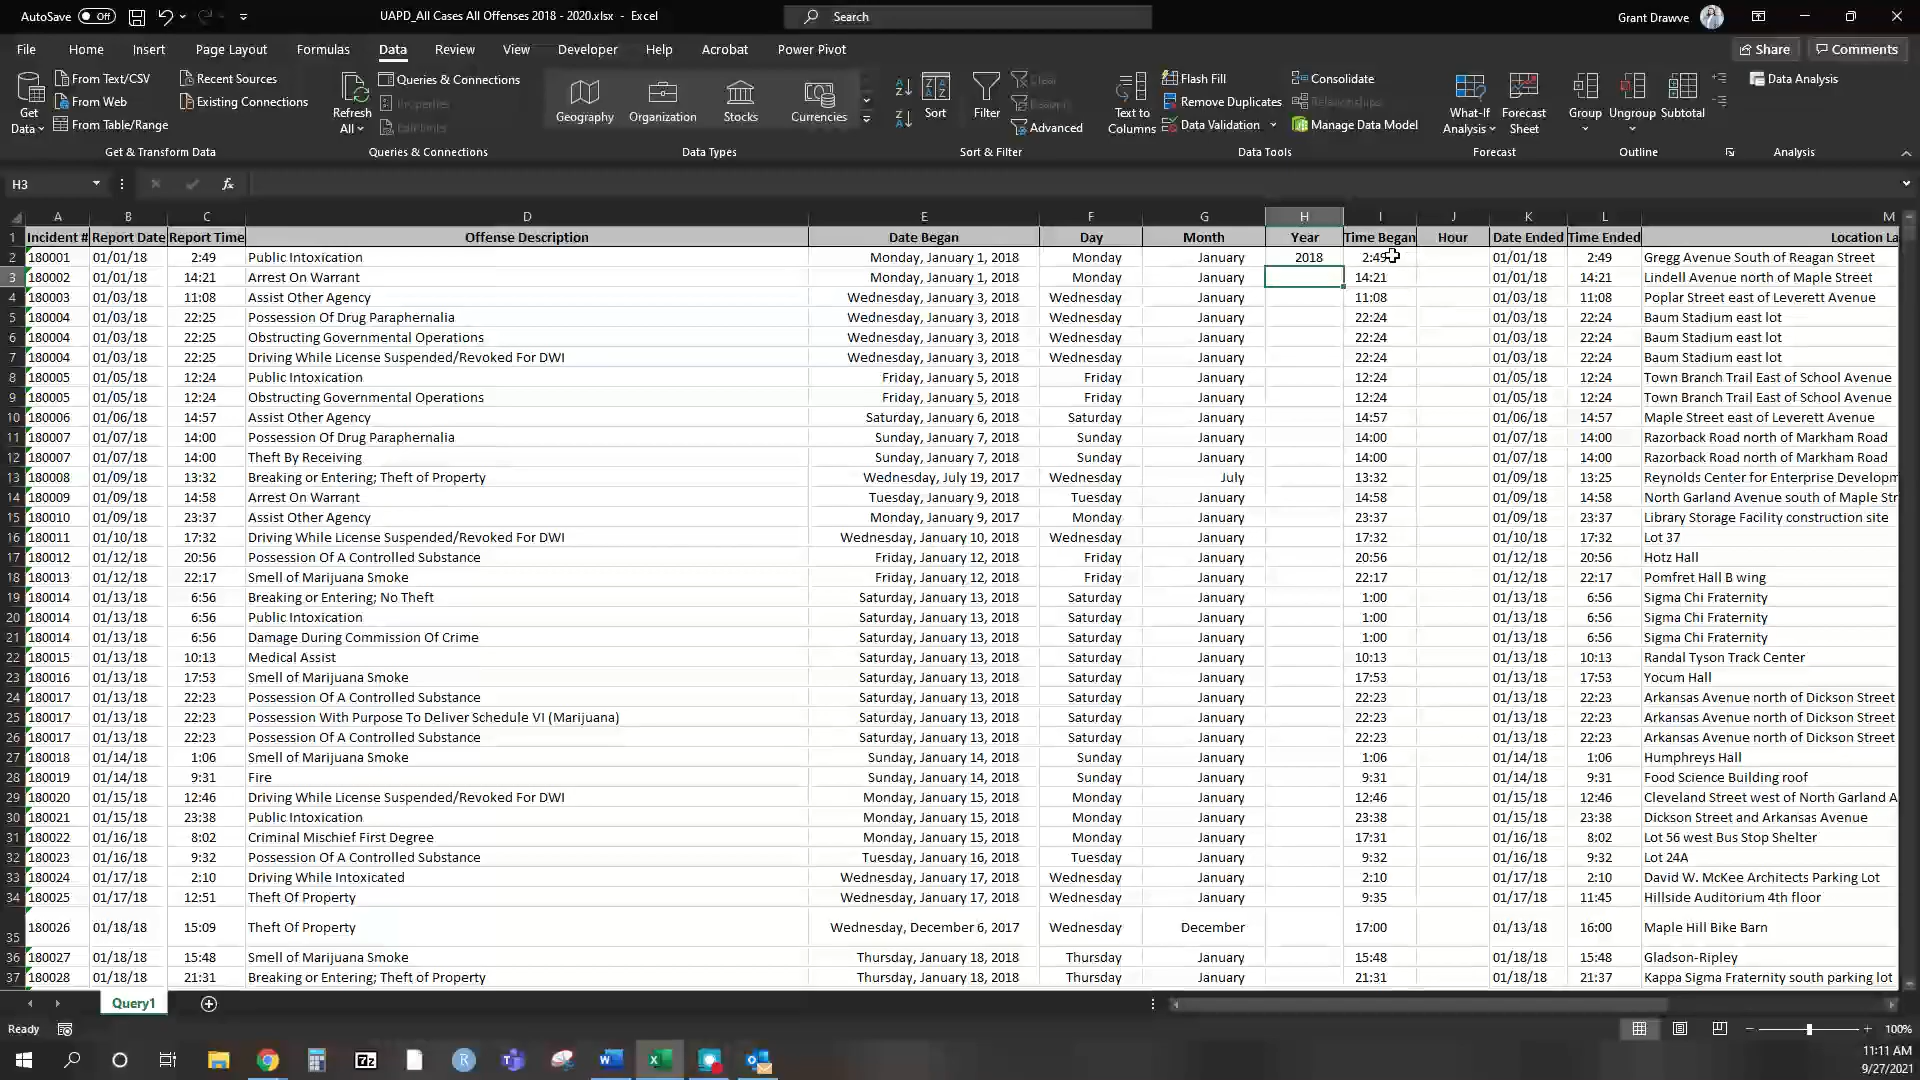 AutoSave Off UAPD_All Cases All Offenses 2018 - 2020.xlsx - Excel Search Grant Drawve
File Home Insert Page Layout Formulas Data Review View Developer Help Acrobat Power Pivot Share Comments
Get Data From Text/CSV From Web From Table/Range Recent Sources Existing Connections
Refresh All Queries & Connections Properties Edit Links
Geography Organization Stocks Currencies
Sort Filter Clear Reapply Advanced
Text to Columns Flash Fill Remove Duplicates Data Validation Consolidate Relationships Manage Data Model
What-If Analysis Forecast Sheet Group Ungroup Subtotal Data Analysis
Get & Transform Data Queries & Connections Data Types Sort & Filter Data Tools Forecast Outline Analysis
H3 fx
A B C D E F G H I J K L M
1 Incident # Report Date Report Time Offense Description Date Began Day Month Year Time Began Hour Date Ended Time Ended Location La
2 180001 01/01/18 2:49 Public Intoxication Monday, January 1, 2018 Monday January 2018 2:49 01/01/18 2:49 Gregg Avenue South of Reagan Street
3 180002 01/01/18 14:21 Arrest On Warrant Monday, January 1, 2018 Monday January 14:21 01/01/18 14:21 Lindell Avenue north of Maple Street
4 180003 01/03/18 11:08 Assist Other Agency Wednesday, January 3, 2018 Wednesday January 11:08 01/03/18 11:08 Poplar Street east of Leverett Avenue
5 180004 01/03/18 22:25 Possession Of Drug Paraphernalia Wednesday, January 3, 2018 Wednesday January 22:24 01/03/18 22:24 Baum Stadium east lot
6 180004 01/03/18 22:25 Obstructing Governmental Operations Wednesday, January 3, 2018 Wednesday January 22:24 01/03/18 22:24 Baum Stadium east lot
7 180004 01/03/18 22:25 Driving While License Suspended/Revoked For DWI Wednesday, January 3, 2018 Wednesday January 22:24 01/03/18 22:24 Baum Stadium east lot
8 180005 01/05/18 12:24 Public Intoxication Friday, January 5, 2018 Friday January 12:24 01/05/18 12:24 Town Branch Trail East of School Avenue
9 180005 01/05/18 12:24 Obstructing Governmental Operations Friday, January 5, 2018 Friday January 12:24 01/05/18 12:24 Town Branch Trail East of School Avenue
10 180006 01/06/18 14:57 Assist Other Agency Saturday, January 6, 2018 Saturday January 14:57 01/06/18 14:57 Maple Street east of Leverett Avenue
11 180007 01/07/18 14:00 Possession Of Drug Paraphernalia Sunday, January 7, 2018 Sunday January 14:00 01/07/18 14:00 Razorback Road north of Markham Road
12 180007 01/07/18 14:00 Theft By Receiving Sunday, January 7, 2018 Sunday January 14:00 01/07/18 14:00 Razorback Road north of Markham Road
13 180008 01/09/18 13:32 Breaking or Entering; Theft of Property Wednesday, July 19, 2017 Wednesday July 13:32 01/09/18 13:25 Reynolds Center for Enterprise Developm
14 180009 01/09/18 14:58 Arrest On Warrant Tuesday, January 9, 2018 Tuesday January 14:58 01/09/18 14:58 North Garland Avenue south of Maple Str
15 180010 01/09/18 23:37 Assist Other Agency Monday, January 9, 2017 Monday January 23:37 01/09/18 23:37 Library Storage Facility construction site
16 180011 01/10/18 17:32 Driving While License Suspended/Revoked For DWI Wednesday, January 10, 2018 Wednesday January 17:32 01/10/18 17:32 Lot 37
17 180012 01/12/18 20:56 Possession Of A Controlled Substance Friday, January 12, 2018 Friday January 20:56 01/12/18 20:56 Hotz Hall
18 180013 01/12/18 22:17 Smell of Marijuana Smoke Friday, January 12, 2018 Friday January 22:17 01/12/18 22:17 Pomfret Hall B wing
19 180014 01/13/18 6:56 Breaking or Entering; No Theft Saturday, January 13, 2018 Saturday January 1:00 01/13/18 6:56 Sigma Chi Fraternity
20 180014 01/13/18 6:56 Public Intoxication Saturday, January 13, 2018 Saturday January 1:00 01/13/18 6:56 Sigma Chi Fraternity
21 180014 01/13/18 6:56 Damage During Commission Of Crime Saturday, January 13, 2018 Saturday January 1:00 01/13/18 6:56 Sigma Chi Fraternity
22 180015 01/13/18 10:13 Medical Assist Saturday, January 13, 2018 Saturday January 10:13 01/13/18 10:13 Randal Tyson Track Center
23 180016 01/13/18 17:53 Smell of Marijuana Smoke Saturday, January 13, 2018 Saturday January 17:53 01/13/18 17:53 Yocum Hall
24 180017 01/13/18 22:23 Possession Of A Controlled Substance Saturday, January 13, 2018 Saturday January 22:23 01/13/18 22:23 Arkansas Avenue north of Dickson Street
25 180017 01/13/18 22:23 Possession With Purpose To Deliver Schedule VI (Marijuana) Saturday, January 13, 2018 Saturday January 22:23 01/13/18 22:23 Arkansas Avenue north of Dickson Street
26 180017 01/13/18 22:23 Possession Of A Controlled Substance Saturday, January 13, 2018 Saturday January 22:23 01/13/18 22:23 Arkansas Avenue north of Dickson Street
27 180018 01/14/18 1:06 Smell of Marijuana Smoke Sunday, January 14, 2018 Sunday January 1:06 01/14/18 1:06 Humphreys Hall
28 180019 01/14/18 9:31 Fire Sunday, January 14, 2018 Sunday January 9:31 01/14/18 9:31 Food Science Building roof
29 180020 01/15/18 12:46 Driving While License Suspended/Revoked For DWI Monday, January 15, 2018 Monday January 12:46 01/15/18 12:46 Cleveland Street west of North Garland A
30 180021 01/15/18 23:38 Public Intoxication Monday, January 15, 2018 Monday January 23:38 01/15/18 23:38 Dickson Street and Arkansas Avenue
31 180022 01/16/18 8:02 Criminal Mischief First Degree Monday, January 15, 2018 Monday January 17:31 01/16/18 8:02 Lot 56 west Bus Stop Shelter
32 180023 01/16/18 9:32 Possession Of A Controlled Substance Tuesday, January 16, 2018 Tuesday January 9:32 01/16/18 9:32 Lot 24A
33 180024 01/17/18 2:10 Driving While Intoxicated Wednesday, January 17, 2018 Wednesday January 2:10 01/17/18 2:10 David W. McKee Architects Parking Lot
34 180025 01/17/18 12:51 Theft Of Property Wednesday, January 17, 2018 Wednesday January 9:35 01/17/18 11:45 Hillside Auditorium 4th floor
35 180026 01/18/18 15:09 Theft Of Property Wednesday, December 6, 2017 Wednesday December 17:00 01/13/18 16:00 Maple Hill Bike Barn
36 180027 01/18/18 15:48 Smell of Marijuana Smoke Thursday, January 18, 2018 Thursday January 15:48 01/18/18 15:48 Gladson-Ripley
37 180028 01/18/18 21:31 Breaking or Entering; Theft of Property Thursday, January 18, 2018 Thursday January 21:31 01/18/18 21:37 Kappa Sigma Fraternity south parking lot
Query1
Ready 100%
11:11 AM
9/27/2021